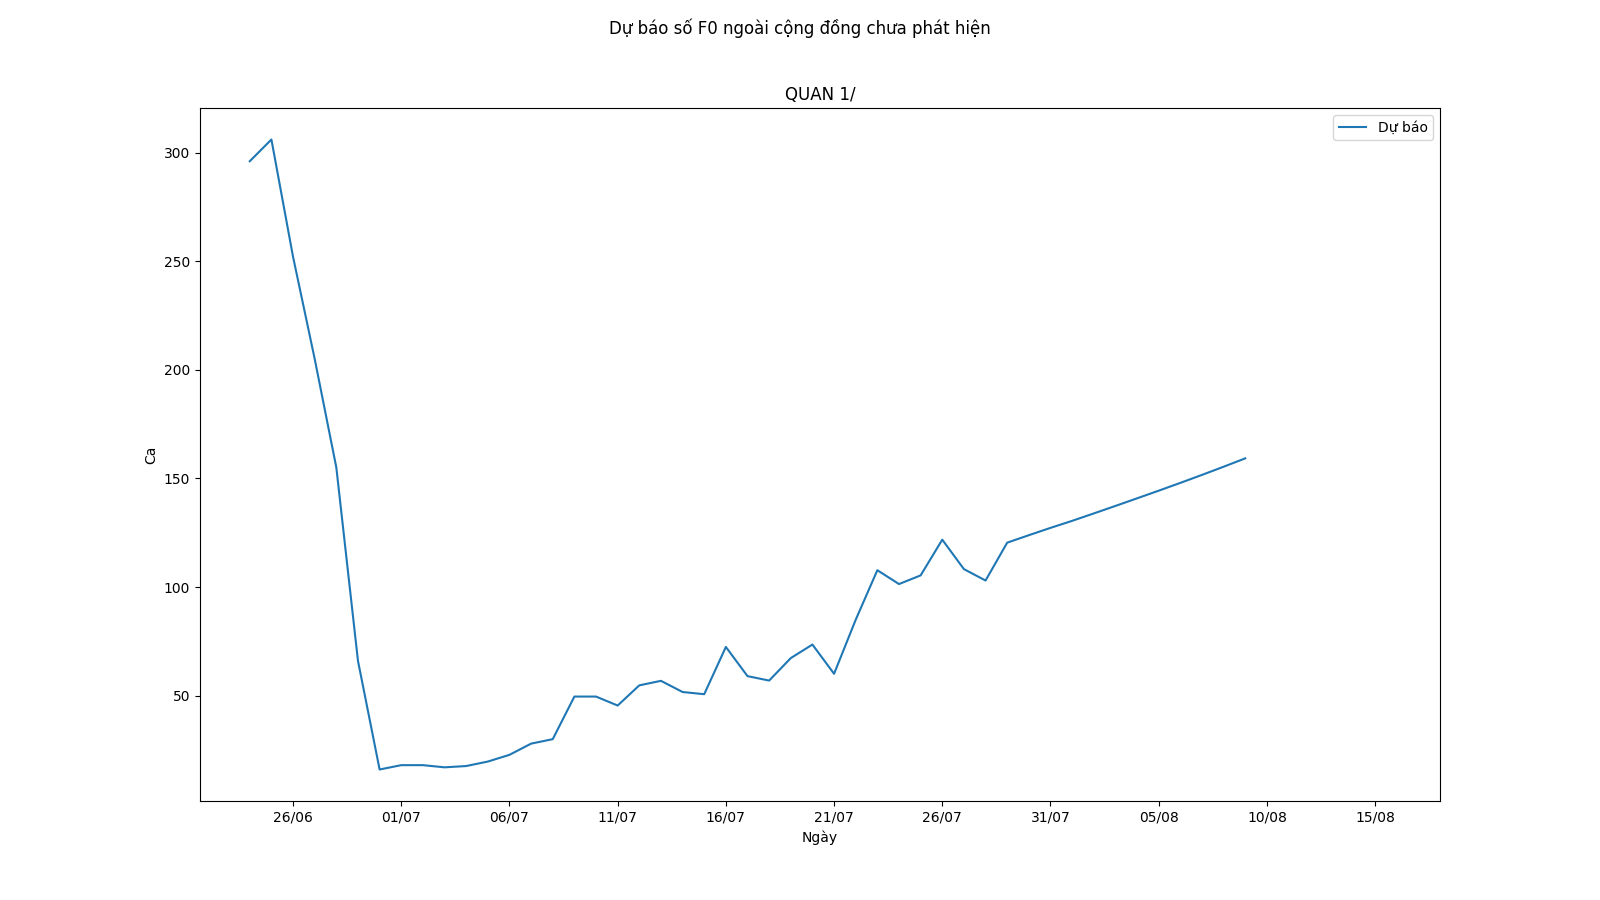 Dự báo số F0 ngoài cộng đồng chưa phát hiện
QUAN 1/
Dự báo
300
250
200
150
100
50
Ca
26/06 01/07 06/07 11/07 16/07 21/07 26/07 31/07 05/08 10/08 15/08
Ngày